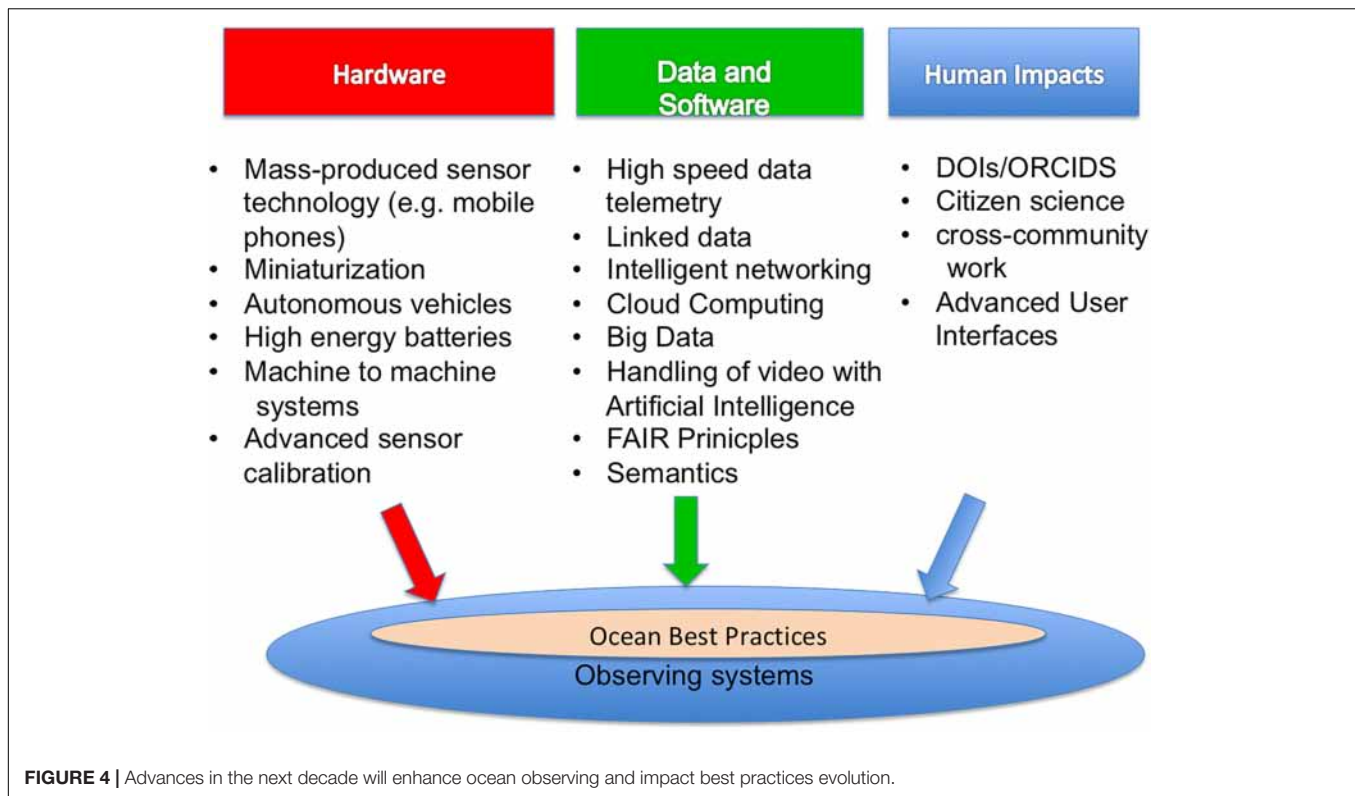 Hardware
• Mass-produced sensor
technology (e.g. mobile
phones)
• Miniaturization
• Autonomous vehicles
• High energy batteries
• Machine to machine
systems
• Advanced sensor
calibration
Data and
Software
• High speed data
telemetry
• Linked data
• Intelligent networking
• Cloud Computing
• Big Data
• Handling of video with
Artificial Intelligence
• FAIR Prinicples
• Semantics
Human Impacts
• DOIs/ORCIDS
• Citizen science
• cross-community
work
• Advanced User
Interfaces
Ocean Best Practices
Observing systems
FIGURE 4 | Advances in the next decade will enhance ocean observing and impact best practices evolution.